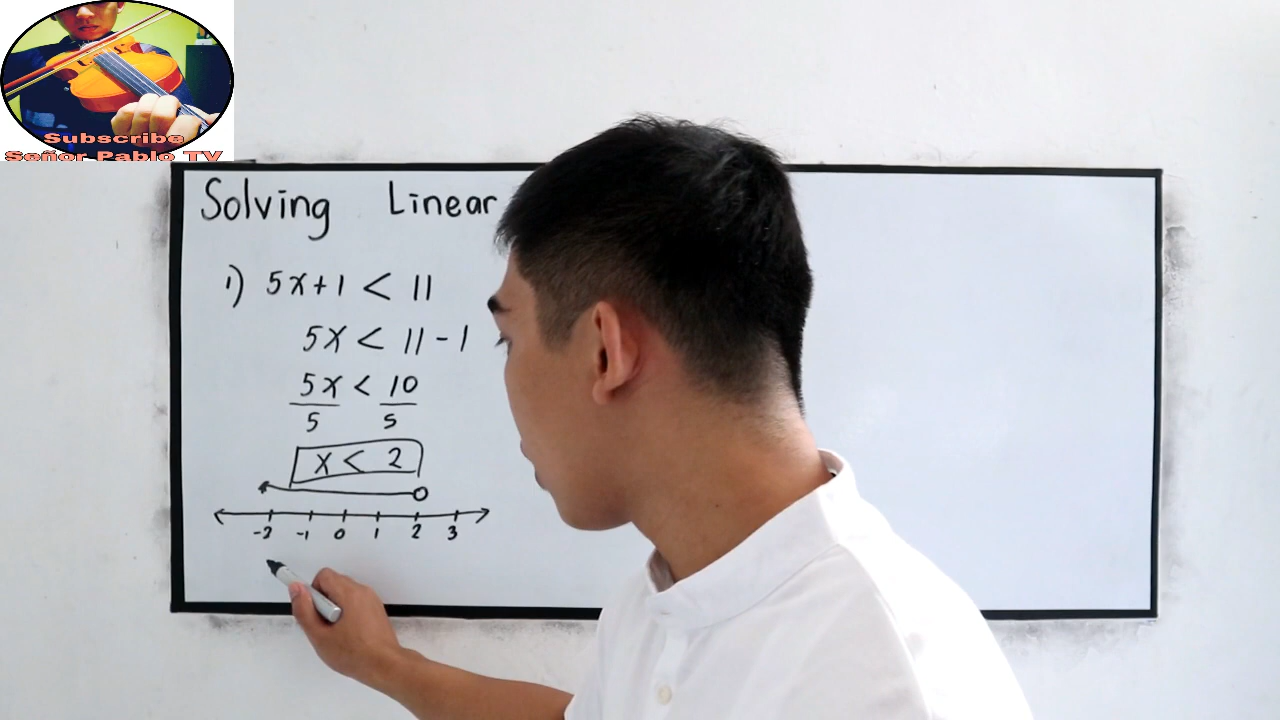 Subscribe
Señor Pablo TV
Solving Linear
1) 5x+1 < 11
5x < 11-1
5x < 10
5 5
x < 2
-2 -1 0 1 2 3